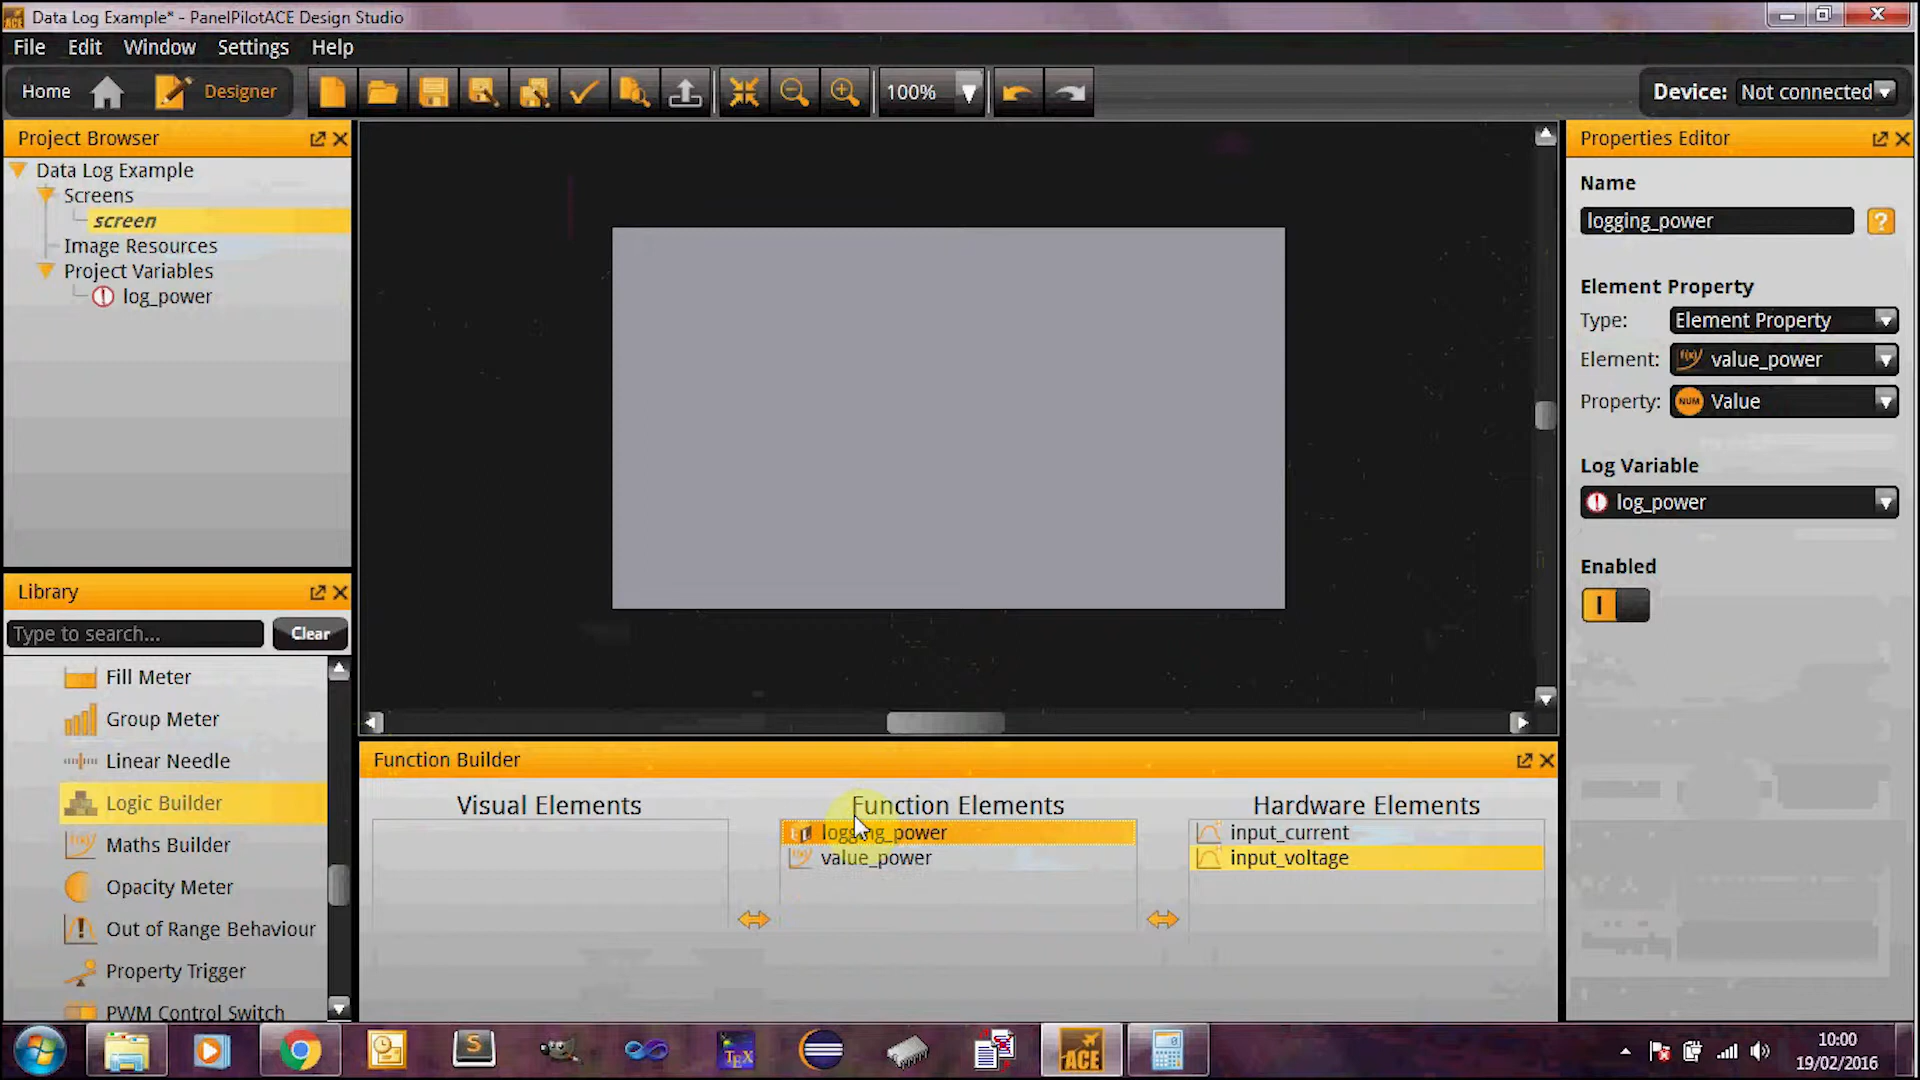 Data Log Example* - PanelPilotACE Design Studio
File Edit Window Settings Help
Home Designer 100% Device: Not connected
Project Browser
Data Log Example
Screens
screen
Image Resources
Project Variables
log_power
Library
Type to search...
Clear
Fill Meter
Group Meter
Linear Needle
Logic Builder
Maths Builder
Opacity Meter
Out of Range Behaviour
Property Trigger
PWM Control Switch
Function Builder
Visual Elements
Function Elements
logging_power
value_power
Hardware Elements
input_current
input_voltage
Properties Editor
Name
logging_power
?
Element Property
Type: Element Property
Element: f(x) value_power
Property: NUM Value
Log Variable
log_power
Enabled
I
S
TEX
ACE
10:00
19/02/2016